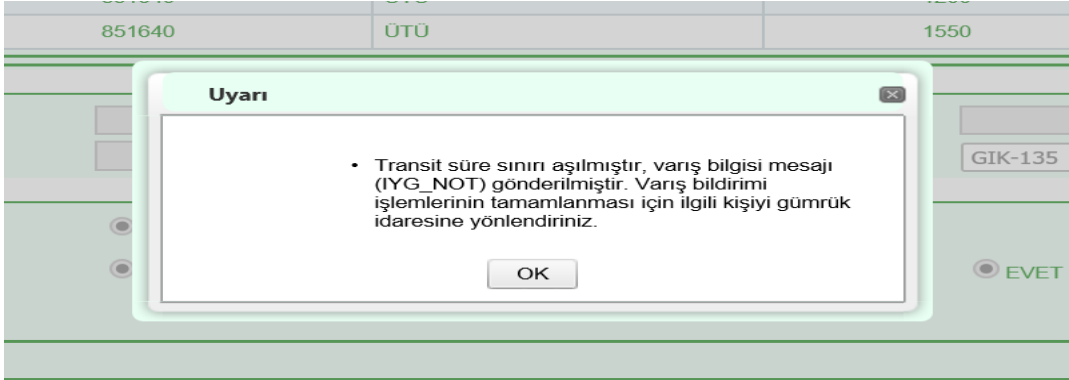 851640 ÜTÜ 1550
Uyarı
• Transit süre sınırı aşılmıştır, varış bilgisi mesajı
(IYG_NOT) gönderilmiştir. Varış bildirimi
işlemlerinin tamamlanması için ilgili kişiyi gümrük
idaresine yönlendiriniz.
GIK-135
OK
EVET